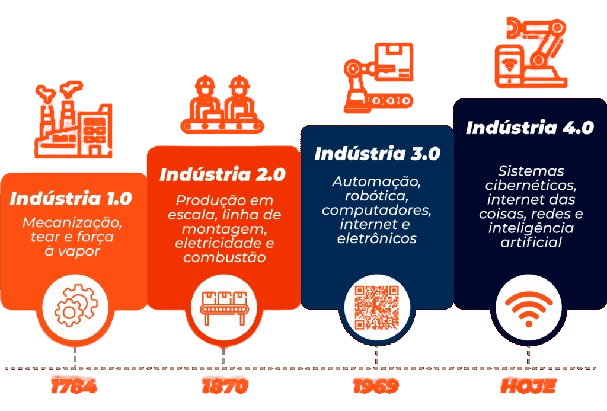 Indústria 1.0
Mecanização,
tear e força
à vapor
Indústria 2.0
Produção em
escala, linha de
montagem,
eletricidade e
combustão
Indústria 3.0
Automação,
robótica,
computadores,
internet e
eletrônicos
Indústria 4.0
Sistemas
cibernéticos,
internet das
coisas, redes e
inteligência
artificial
1784
1870
1969
HOJE